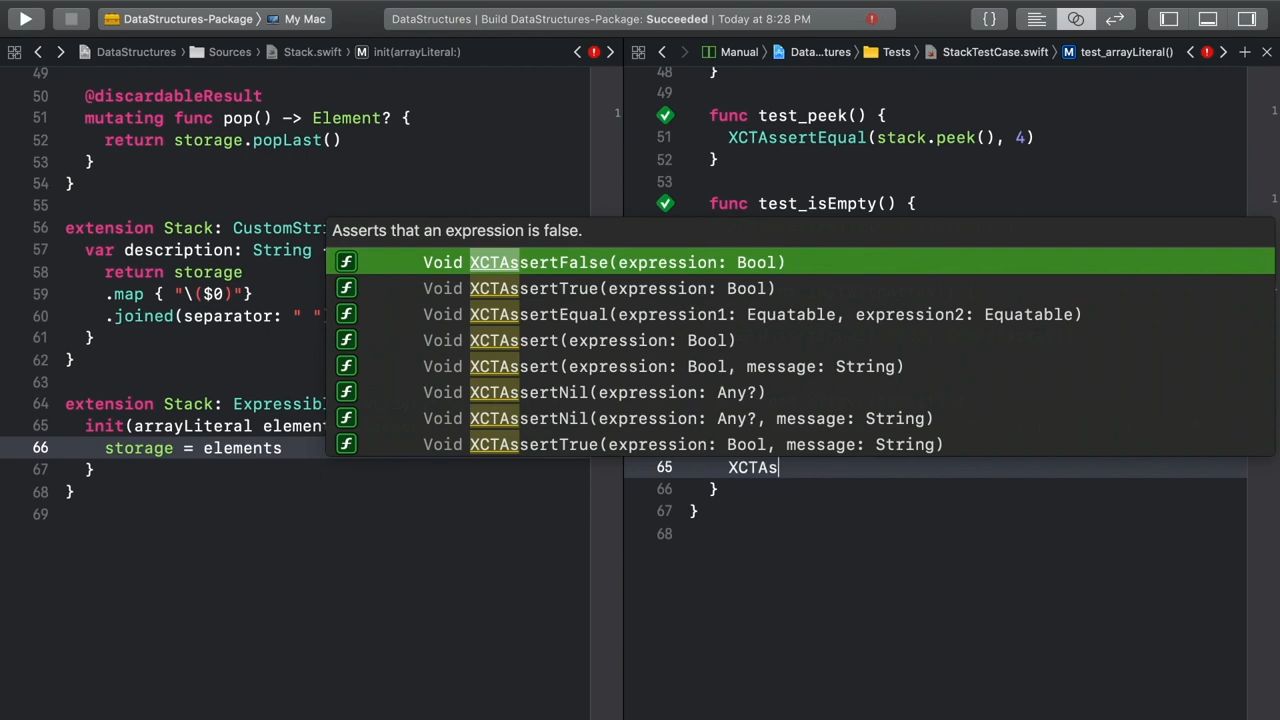 DataStructures-Package 〉 My Mac
DataStructures | Build DataStructures-Package: Succeeded | Today at 8:28 PM
DataStructures 〉 Sources 〉 Stack.swift 〉 M init(arrayLiteral:)
Manual 〉 Data...tures 〉 Tests 〉 StackTestCase.swift 〉 M test_arrayLiteral()
49
50 @discardableResult
51 mutating func pop() -> Element? {
52 return storage.popLast()
53 }
54 }
55
56 extension Stack: CustomStri
57 var description: String
58 return storage
59 .map { "\($0)"}
60 .joined(separator: " "
61 }
62 }
63
64 extension Stack: Expressibl
65 init(arrayLiteral elemen
66 storage = elements
67 }
68 }
69
1
48 }
49
func test_peek() {
51 XCTAssertEqual(stack.peek(), 4)
52 }
53
func test_isEmpty() {
1
1
Asserts that an expression is false.
f Void XCTAssertFalse(expression: Bool)
f Void XCTAssertTrue(expression: Bool)
f Void XCTAssertEqual(expression1: Equatable, expression2: Equatable)
f Void XCTAssert(expression: Bool)
f Void XCTAssert(expression: Bool, message: String)
f Void XCTAssertNil(expression: Any?)
f Void XCTAssertNil(expression: Any?, message: String)
f Void XCTAssertTrue(expression: Bool, message: String)
65 XCTAs
66 }
67 }
68